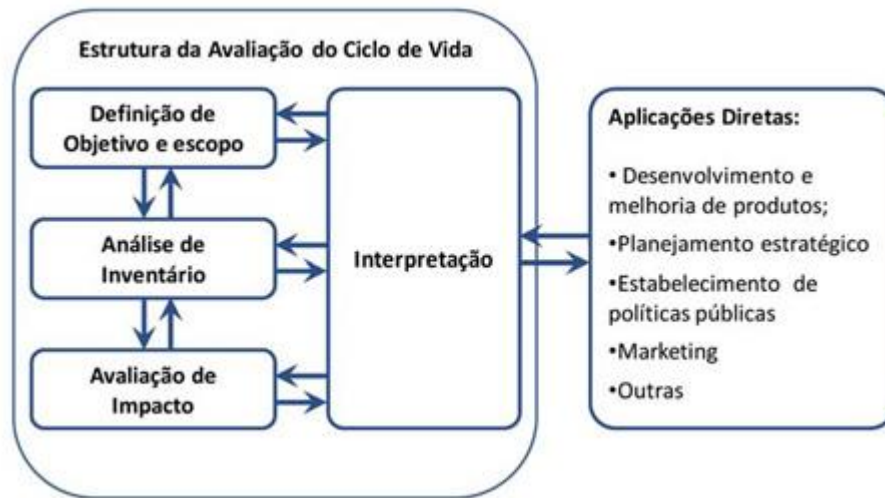 Estrutura da Avaliação do Ciclo de Vida
Definição de
Objetivo e escopo
Análise de
Inventário
Avaliação de
Impacto
Interpretação
Aplicações Diretas:
• Desenvolvimento e
melhoria de produtos;
•Planejamento estratégico
•Estabelecimento de
políticas públicas
•Marketing
•Outras